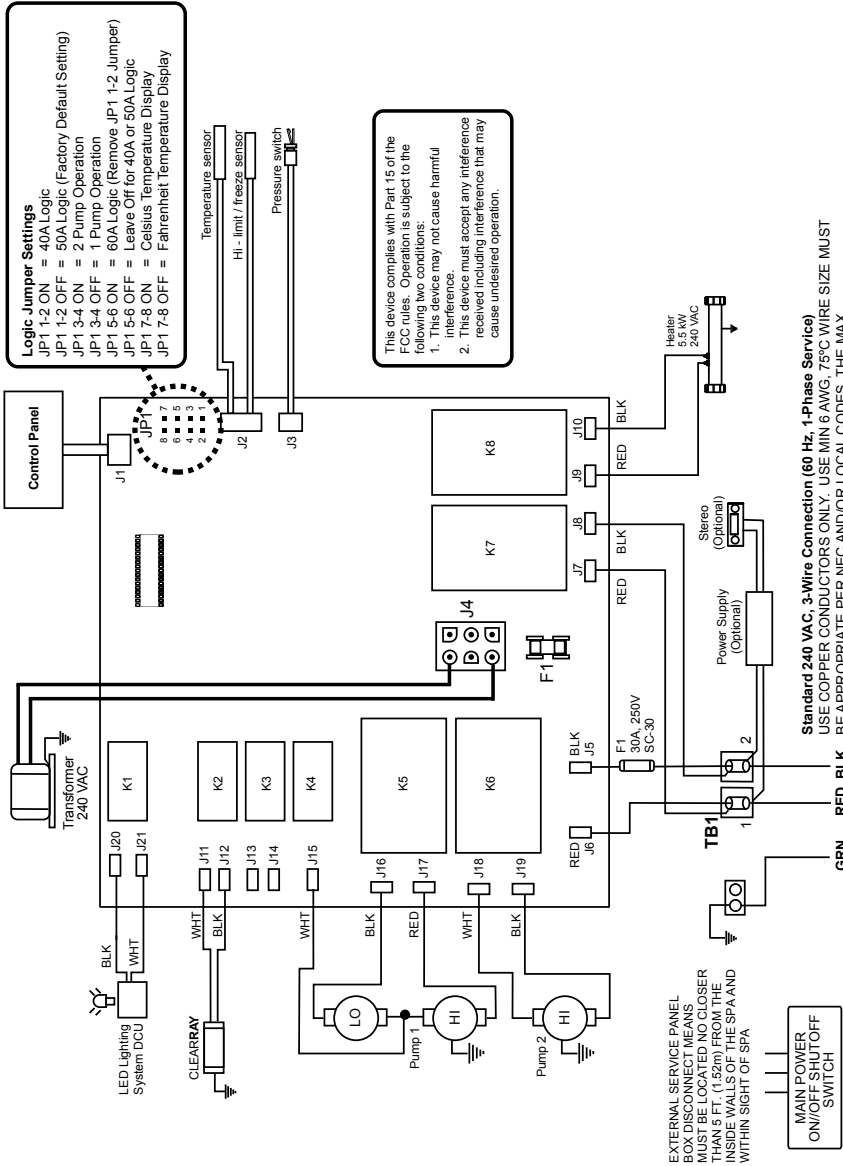 Logic Jumper Settings
JP1 1-2 ON = 40A Logic
JP1 1-2 OFF = 50A Logic (Factory Default Setting)
JP1 3-4 ON = 2 Pump Operation
JP1 3-4 OFF = 1 Pump Operation
JP1 5-6 ON = 60A Logic (Remove JP1 1-2 Jumper)
JP1 5-6 OFF = Leave Off for 40A or 50A Logic
JP1 7-8 ON = Celsius Temperature Display
JP1 7-8 OFF = Fahrenheit Temperature Display
Control Panel
J1
JP1
8 7
6 5
4 3
2 1
J2
J3
Temperature sensor
Hi - limit / freeze sensor
Pressure switch
This device complies with Part 15 of the
FCC rules. Operation is subject to the
following two conditions:
1. This device may not cause harmful
interference.
2. This device must accept any inteference
received including interference that may
cause undesired operation.
Transformer
240 VAC
J4
F1
K1
K2
K3
K4
K5
K6
K7
K8
J20
J21
J11
J12
J13
J14
J15
J16
J17
J18
J19
BLK
WHT
WHT
BLK
WHT
BLK
RED
WHT
BLK
LED Lighting
System DCU
CLEARRAY
LO
HI
Pump 1
HI
Pump 2
J6
RED
J5
BLK
F1
30A, 250V
SC-30
J7
RED
J8
BLK
J9
RED
J10
BLK
Heater
5.5 kW
240 VAC
Stereo
(Optional)
Power Supply
(Optional)
TB1
1
2
GRN
RED
BLK
Standard 240 VAC, 3-Wire Connection (60 Hz, 1-Phase Service)
USE COPPER CONDUCTORS ONLY. USE MIN 6 AWG, 75ºC WIRE SIZE MUST
BE APPROPRIATE PER NEC AND/OR LOCAL CODES. THE MAX
EXTERNAL SERVICE PANEL
BOX DISCONNECT MEANS
MUST BE LOCATED NO CLOSER
THAN 5 FT. (1.52m) FROM THE
INSIDE WALLS OF THE SPA AND
WITHIN SIGHT OF SPA
MAIN POWER
ON//OFF SHUTOFF
SWITCH